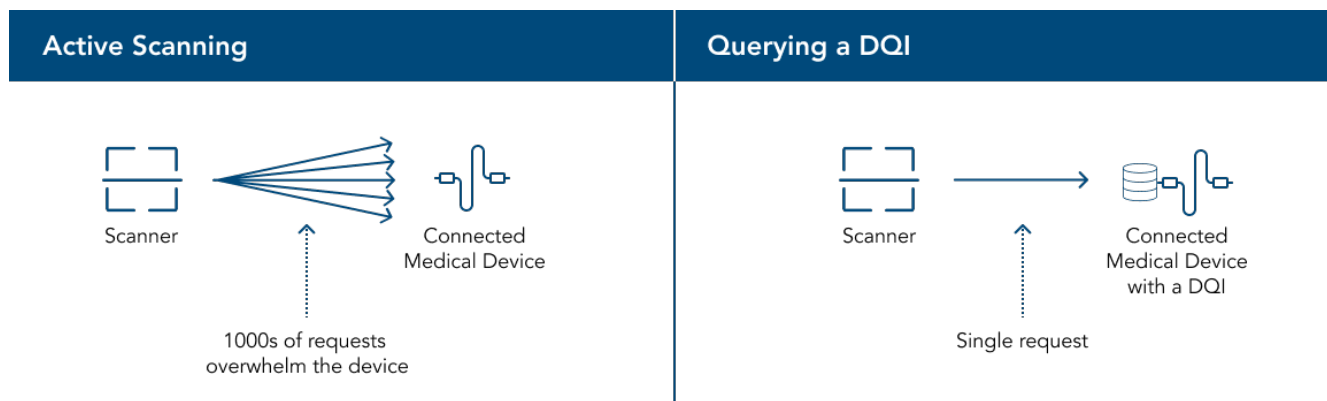 Active Scanning
Querying a DQI
Scanner
Connected
Medical Device
1000s of requests
overwhelm the device
Scanner
Connected
Medical Device
with a DQI
Single request